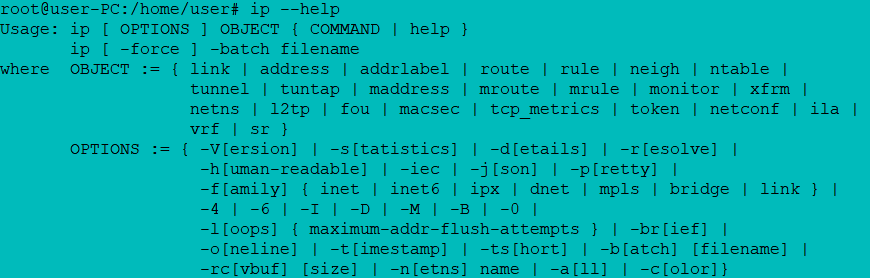 root@user-PC:/home/user# ip --help
Usage: ip [ OPTIONS ] OBJECT { COMMAND | help }
       ip [ -force ] -batch filename
where  OBJECT := { link | address | addrlabel | route | rule | neigh | ntable |
                   tunnel | tuntap | maddress | mroute | mrule | monitor | xfrm |
                   netns | l2tp | fou | macsec | tcp_metrics | token | netconf | ila |
                   vrf | sr }
       OPTIONS := { -V[ersion] | -s[tatistics] | -d[etails] | -r[esolve] |
                    -h[uman-readable] | -iec | -j[son] | -p[retty] |
                    -f[amily] { inet | inet6 | ipx | dnet | mpls | bridge | link } |
                    -4 | -6 | -I | -D | -M | -B | -0 |
                    -l[oops] { maximum-addr-flush-attempts } | -br[ief] |
                    -o[neline] | -t[imestamp] | -ts[hort] | -b[atch] [filename] |
                    -rc[vbuf] [size] | -n[etns] name | -a[ll] | -c[olor]}